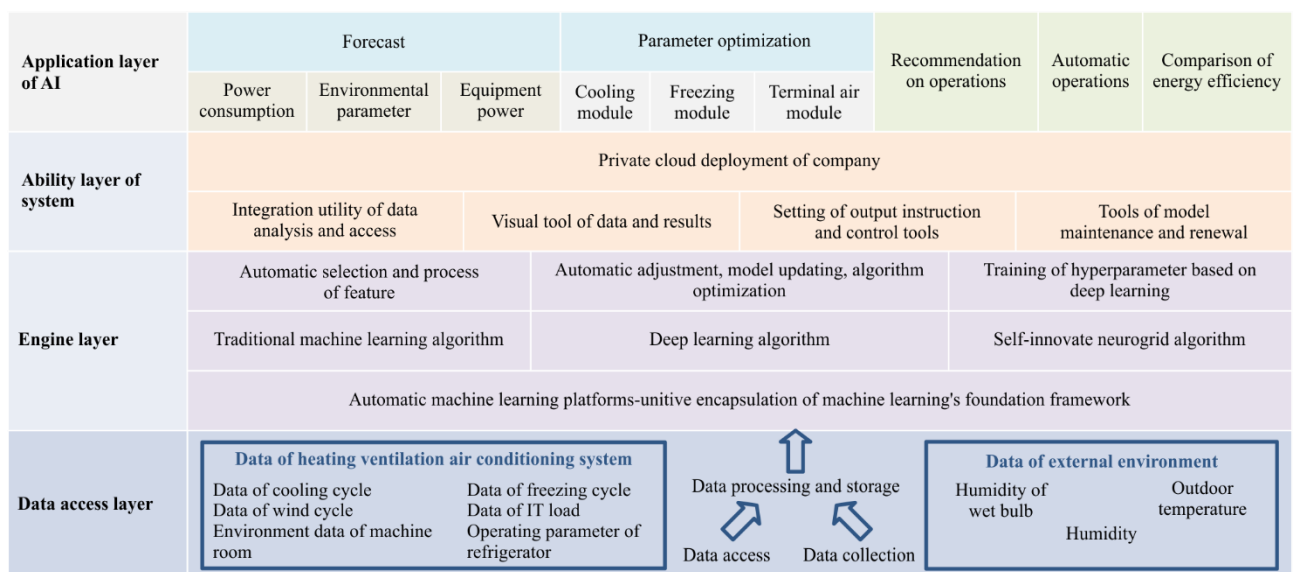 Application layer
of AI
Forecast
Parameter optimization
Recommendation
on operations
Automatic
operations
Comparison of
energy efficiency
Power
consumption
Environmental
parameter
Equipment
power
Cooling
module
Freezing
module
Terminal air
module
Ability layer of
system
Private cloud deployment of company
Integration utility of data
analysis and access
Visual tool of data and results
Setting of output instruction
and control tools
Tools of model
maintenance and renewal
Engine layer
Automatic selection and process
of feature
Automatic adjustment, model updating, algorithm
optimization
Training of hyperparameter based on
deep learning
Traditional machine learning algorithm
Deep learning algorithm
Self-innovate neurogrid algorithm
Automatic machine learning platforms-unitive encapsulation of machine learning's foundation framework
Data access layer
Data of heating ventilation air conditioning system
Data of cooling cycle
Data of wind cycle
Environment data of machine
room
Data of freezing cycle
Data of IT load
Operating parameter of
refrigerator
Data processing and storage
Data access
Data collection
Data of external environment
Humidity of
wet bulb
Outdoor
temperature
Humidity